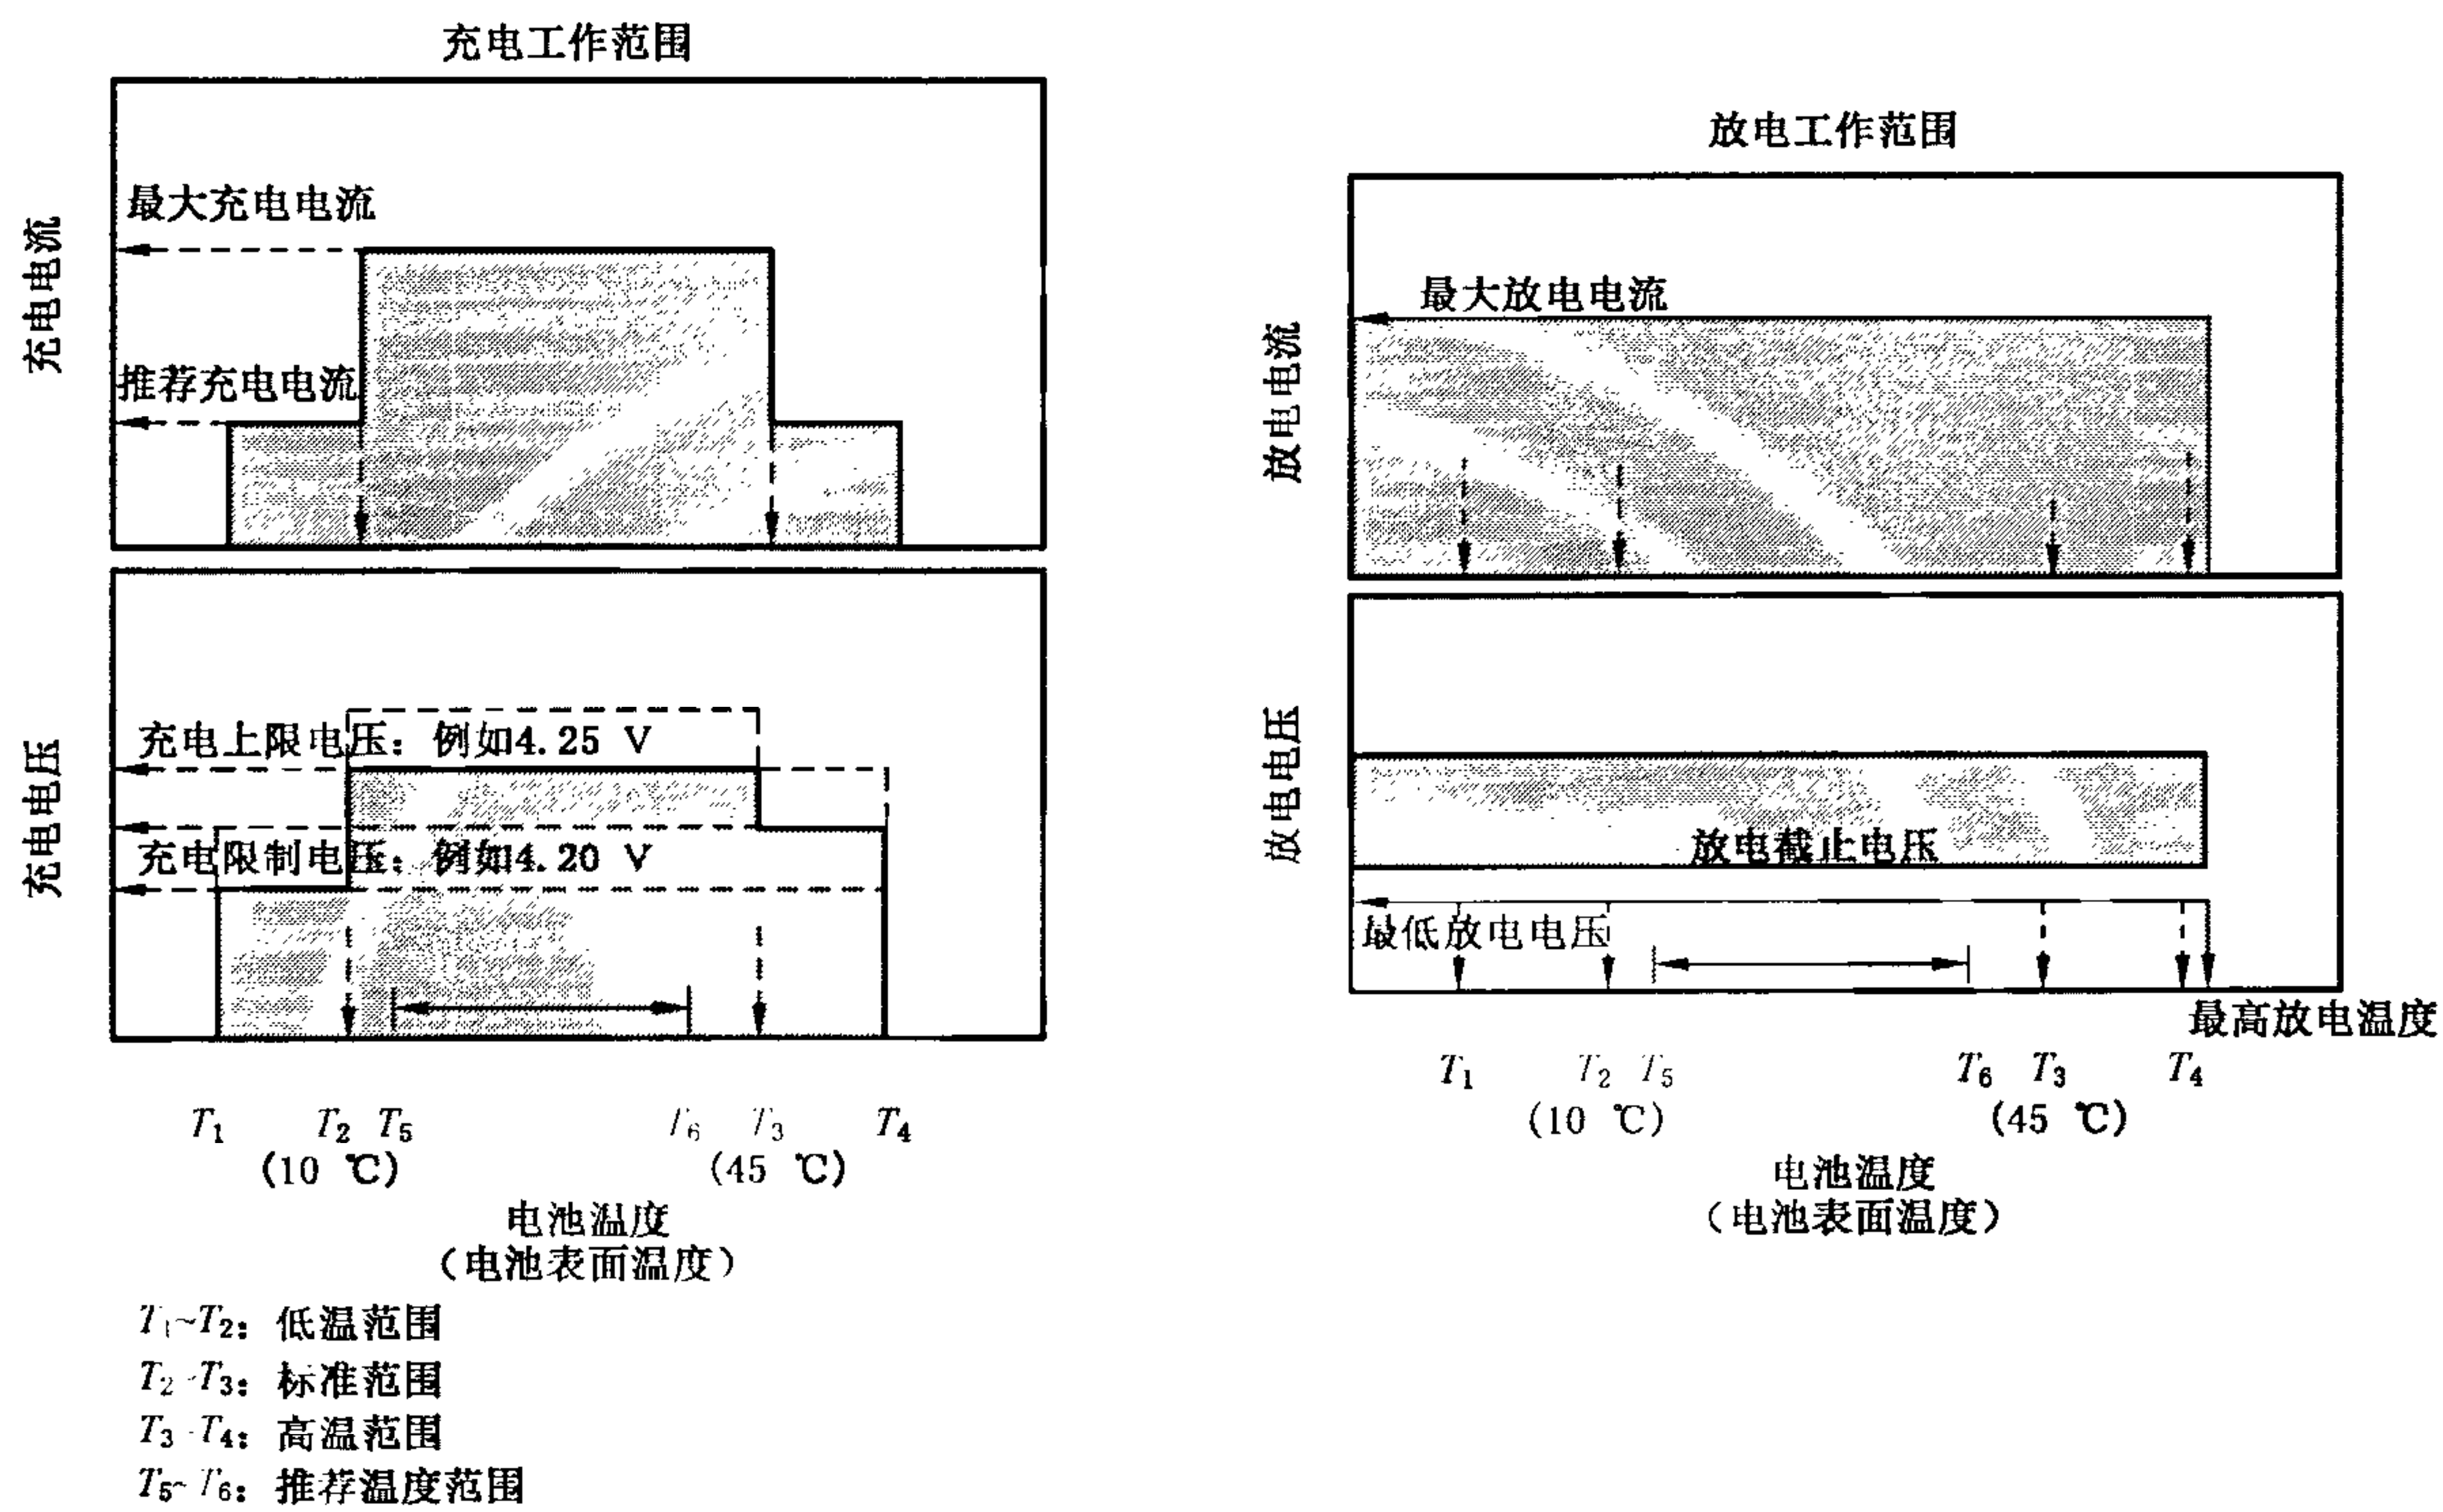 充电工作范围
充电电流
最大充电电流
推荐充电电流
充电电压
充电上限电压：例如4.25 V
充电限制电压：例如4.20 V
T1 T2 T5 T6 T3 T4
(10 ℃) (45 ℃)
电池温度
（电池表面温度）
T1~T2：低温范围
T2~T3：标准范围
T3~T4：高温范围
T5~T6：推荐温度范围
放电工作范围
放电电流
最大放电电流
放电电压
放电截止电压
最低放电电压
最高放电温度
T1 T2 T5 T6 T3 T4
(10 ℃) (45 ℃)
电池温度
（电池表面温度）